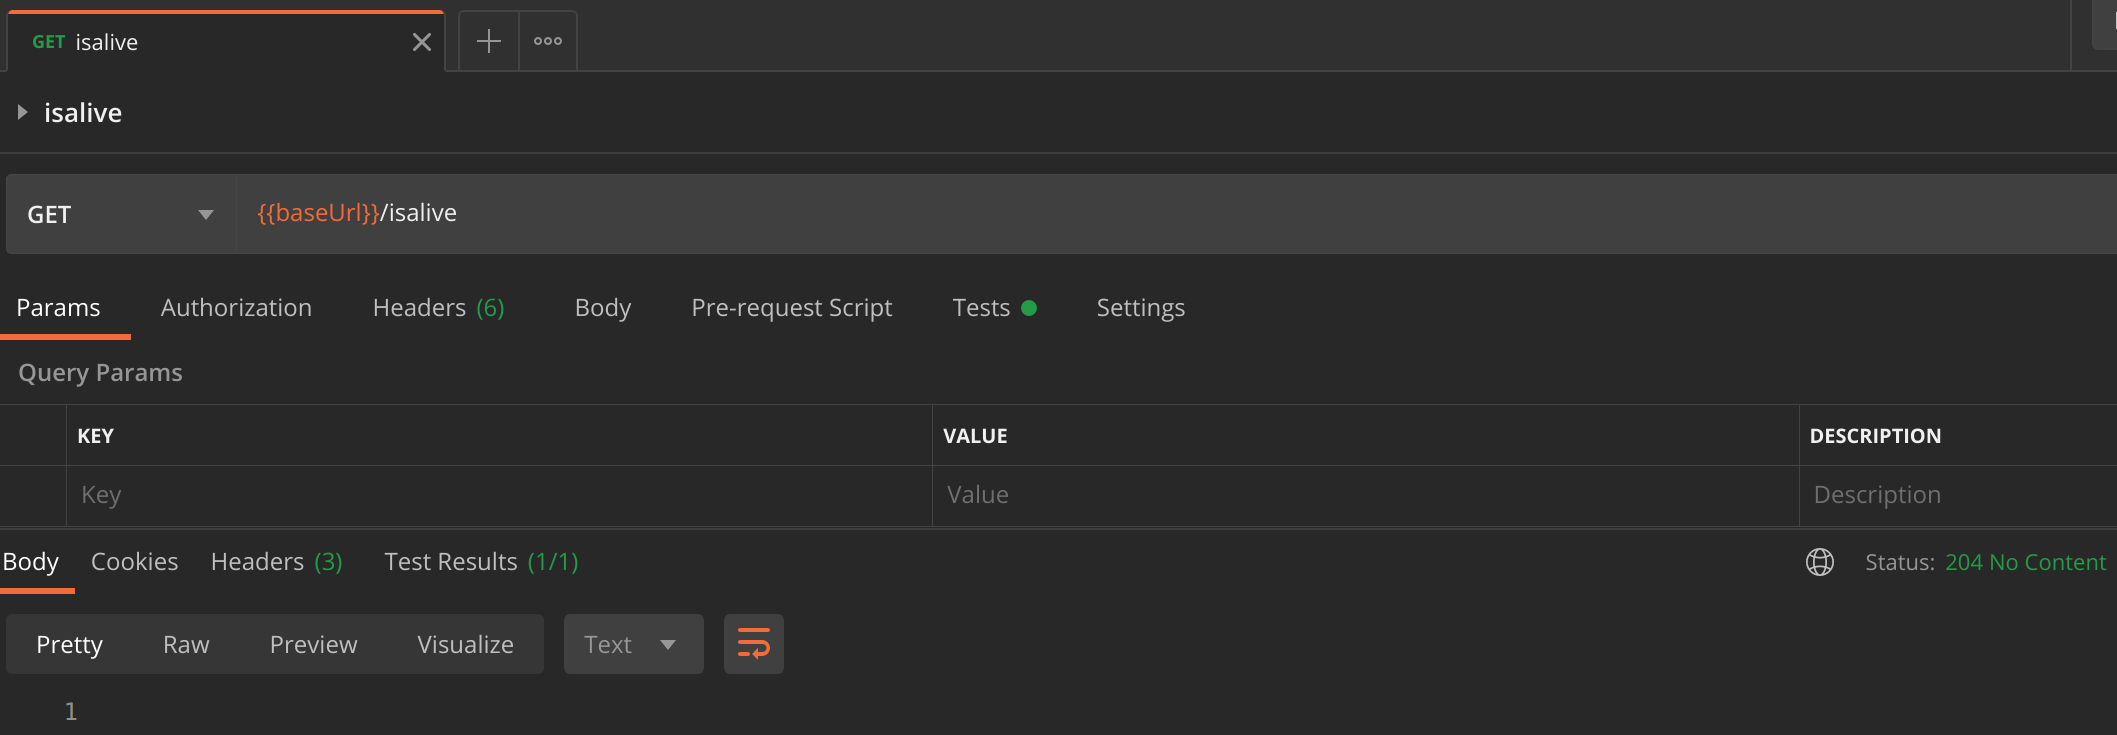 GET isalive
isalive
GET {{baseUrl}}/isalive
Params Authorization Headers (6) Body Pre-request Script Tests Settings
Query Params
KEY VALUE DESCRIPTION
Key Value Description
Body Cookies Headers (3) Test Results (1/1) Status: 204 No Content
Pretty Raw Preview Visualize Text
1